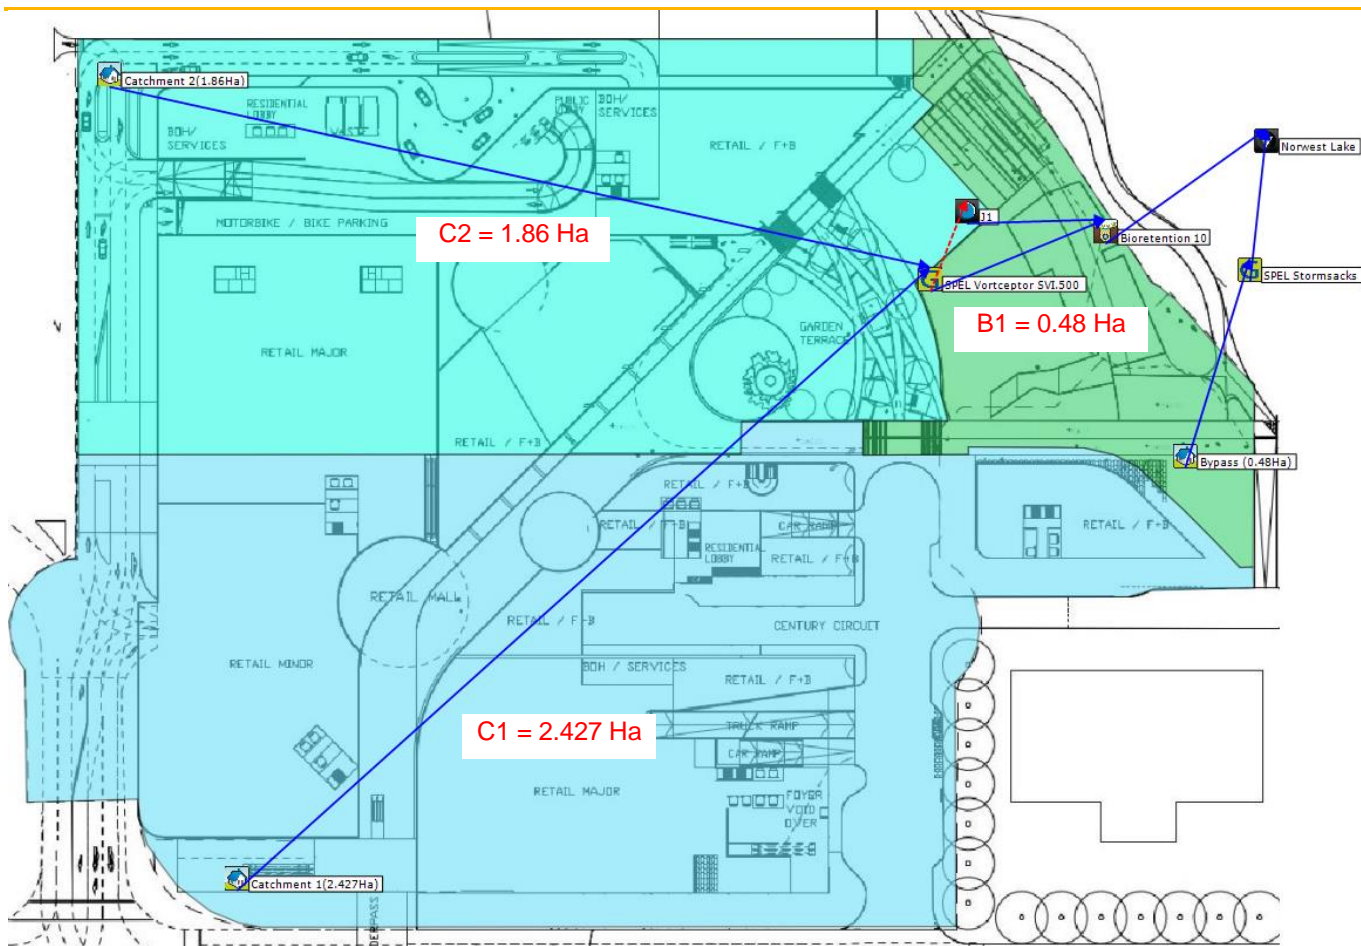 Catchment 2(1.86Ha)
RESIDENTIAL
LOBBY
WASTE
PUBLIC
LOBBY
BOH/
SERVICES
BOH/
SERVICES
RETAIL / F+B
Norwest Lake
MOTORBIKE / BIKE PARKING
C2 = 1.86 Ha
J1
Bioretention 10
SPEL Stormsacks
SPEL Vortceptor SVI.500
B1 = 0.48 Ha
GARDEN
TERRACE
RETAIL MAJOR
RETAIL / F+B
Bypass (0.48Ha)
RETAIL / F+B
RETAIL / F+B
CAR RAMP
RETAIL / F+B
RESIDENTIAL
LOBBY
RETAIL / F+B
RETAIL MALL
RETAIL / F+B
CENTURY CIRCUIT
RETAIL MINOR
BOH / SERVICES
RETAIL / F+B
C1 = 2.427 Ha
TRUCK RAMP
CAR RAMP
RETAIL MAJOR
FOYER
VOID
OVER
Catchment 1(2.427Ha)
DERPASS